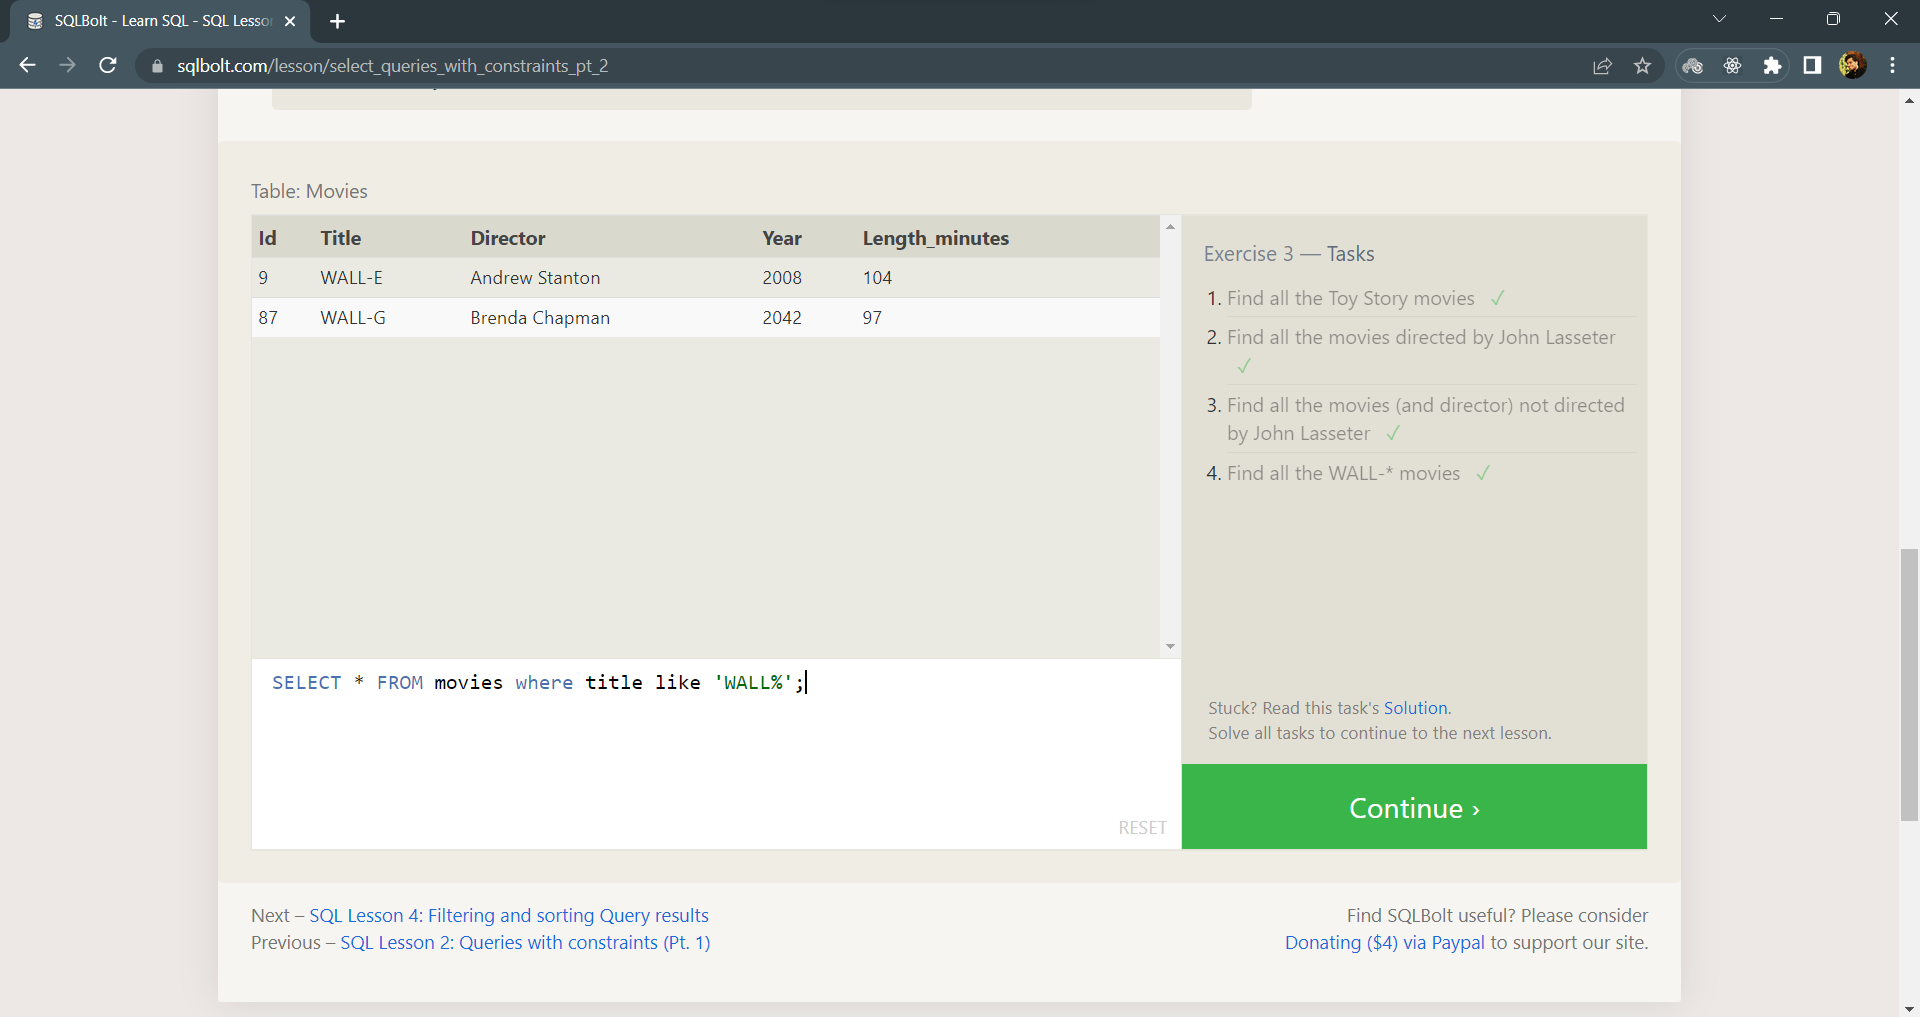 SQLBolt - Learn SQL - SQL Lesso
sqlbolt.com/lesson/select_queries_with_constraints_pt_2
Table: Movies
Id Title Director Year Length_minutes
9 WALL-E Andrew Stanton 2008 104
87 WALL-G Brenda Chapman 2042 97
SELECT * FROM movies where title like 'WALL%';
RESET
Exercise 3 — Tasks
1. Find all the Toy Story movies ✓
2. Find all the movies directed by John Lasseter
✓
3. Find all the movies (and director) not directed
by John Lasseter ✓
4. Find all the WALL-* movies ✓
Stuck? Read this task's Solution.
Solve all tasks to continue to the next lesson.
Continue ›
Next – SQL Lesson 4: Filtering and sorting Query results
Previous – SQL Lesson 2: Queries with constraints (Pt. 1)
Find SQLBolt useful? Please consider
Donating ($4) via Paypal to support our site.